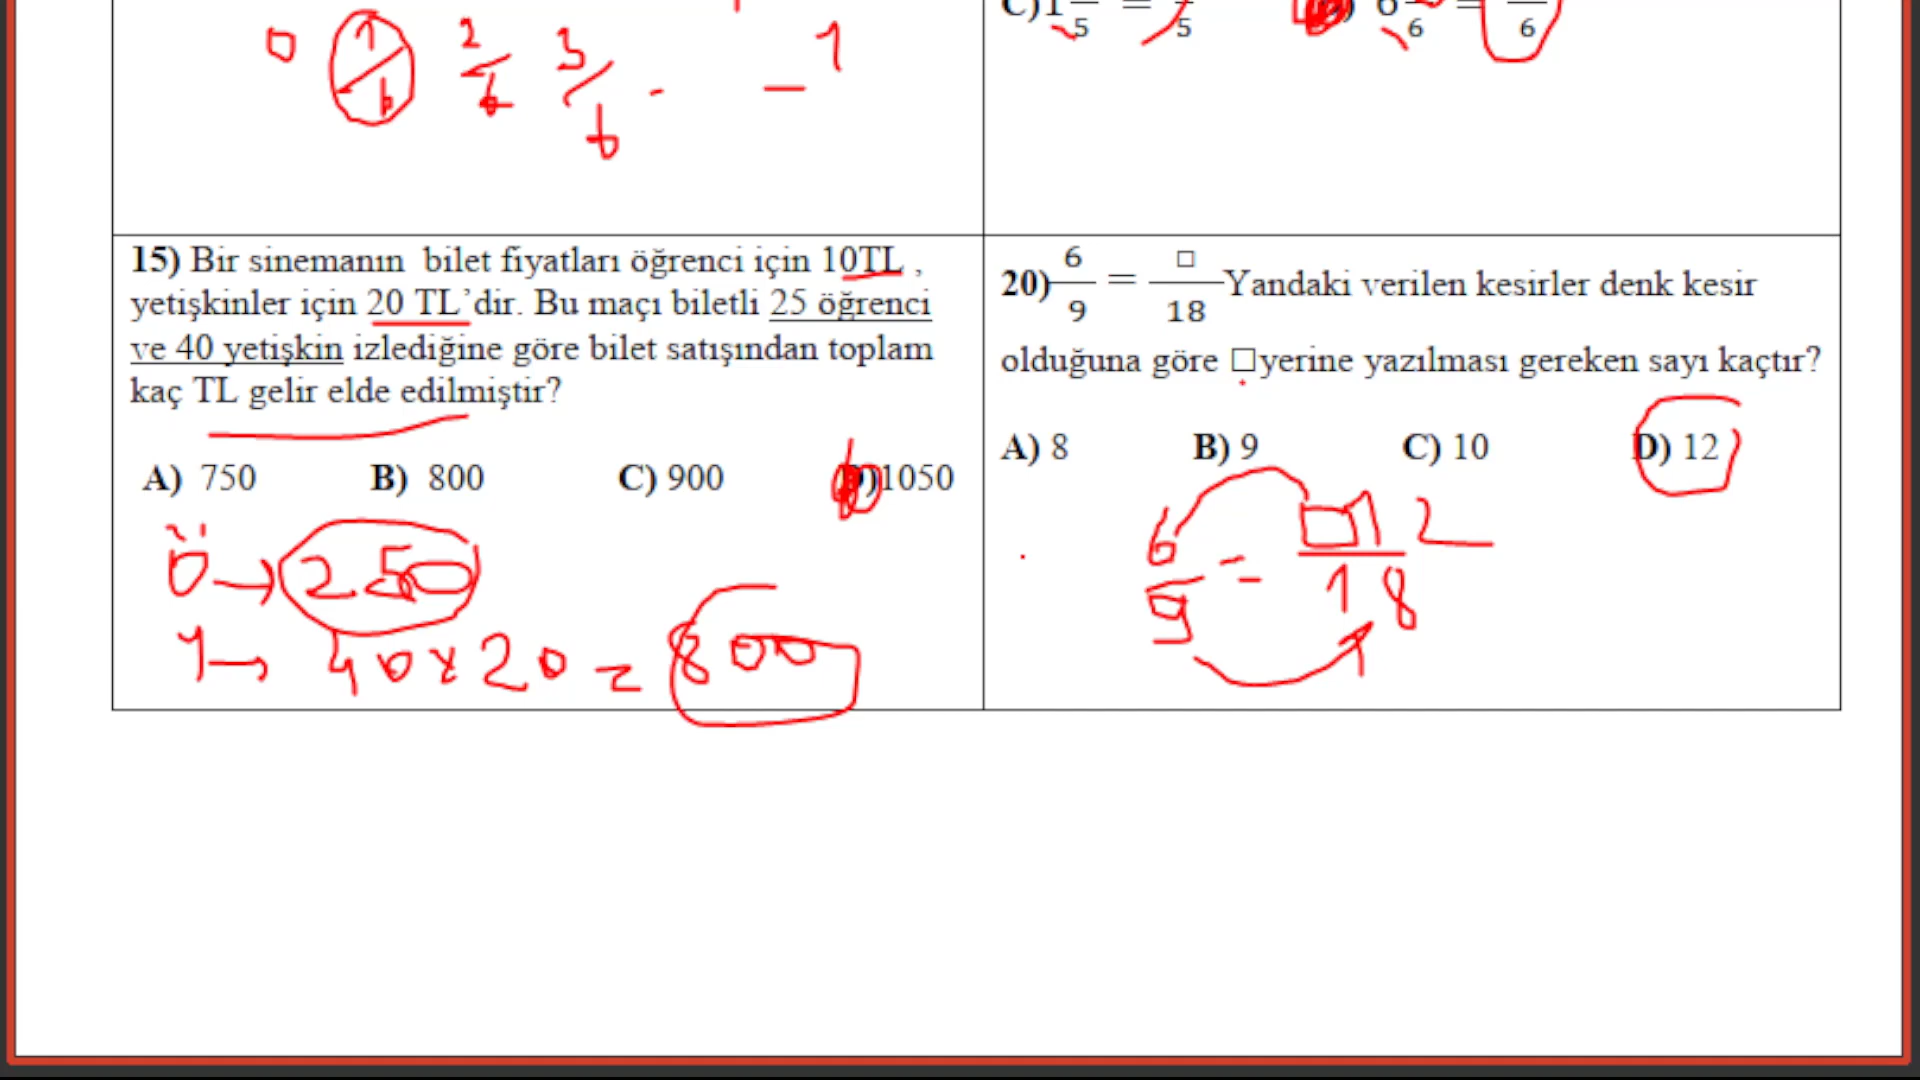 0 1/6 2/6 3/6 . _ 1
15) Bir sinemanın bilet fiyatları öğrenci için 10TL ,
yetişkinler için 20 TL'dir. Bu maçı biletli 25 öğrenci
ve 40 yetişkin izlediğine göre bilet satışından toplam
kaç TL gelir elde edilmiştir?
A) 750 B) 800 C) 900 D)1050
Ö→ 250
Y→ 40x20 = 800
C)1 5 = 5 6 6 = 6
20) 6/9 = □/18 Yandaki verilen kesirler denk kesir
olduğuna göre □yerine yazılması gereken sayı kaçtır?
A) 8 B) 9 C) 10 D) 12
6/9 = □/18 12